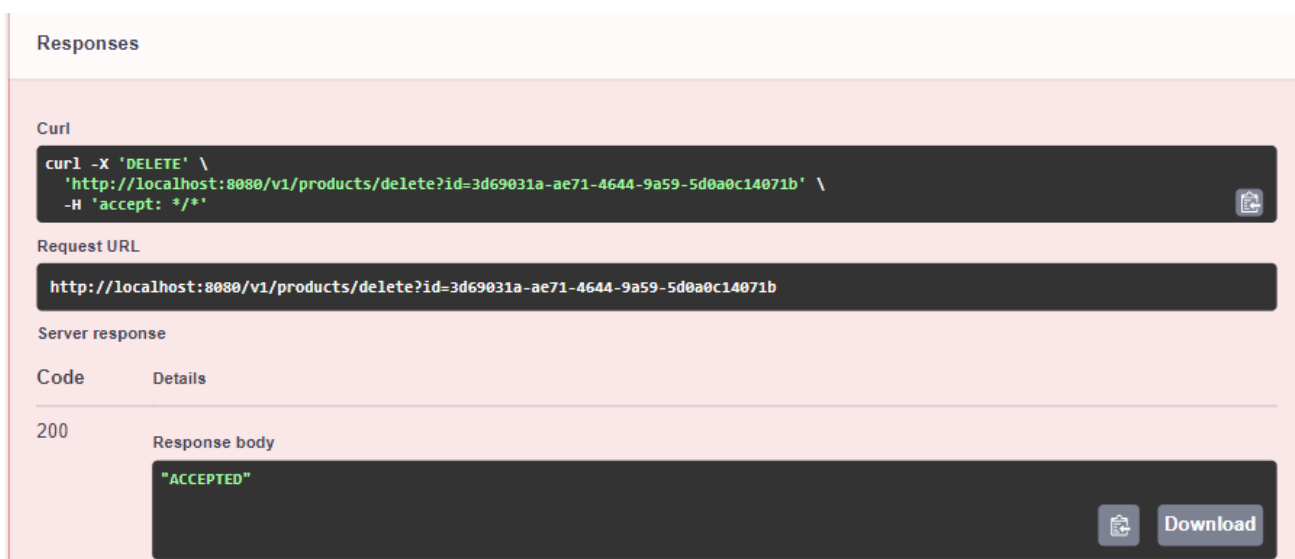 Responses
Curl
curl -X 'DELETE' \
'http://localhost:8080/v1/products/delete?id=3d69031a-ae71-4644-9a59-5d0a0c14071b' \
-H 'accept: */*'
Request URL
http://localhost:8080/v1/products/delete?id=3d69031a-ae71-4644-9a59-5d0a0c14071b
Server response
Code Details
200
Response body
"ACCEPTED"
Download